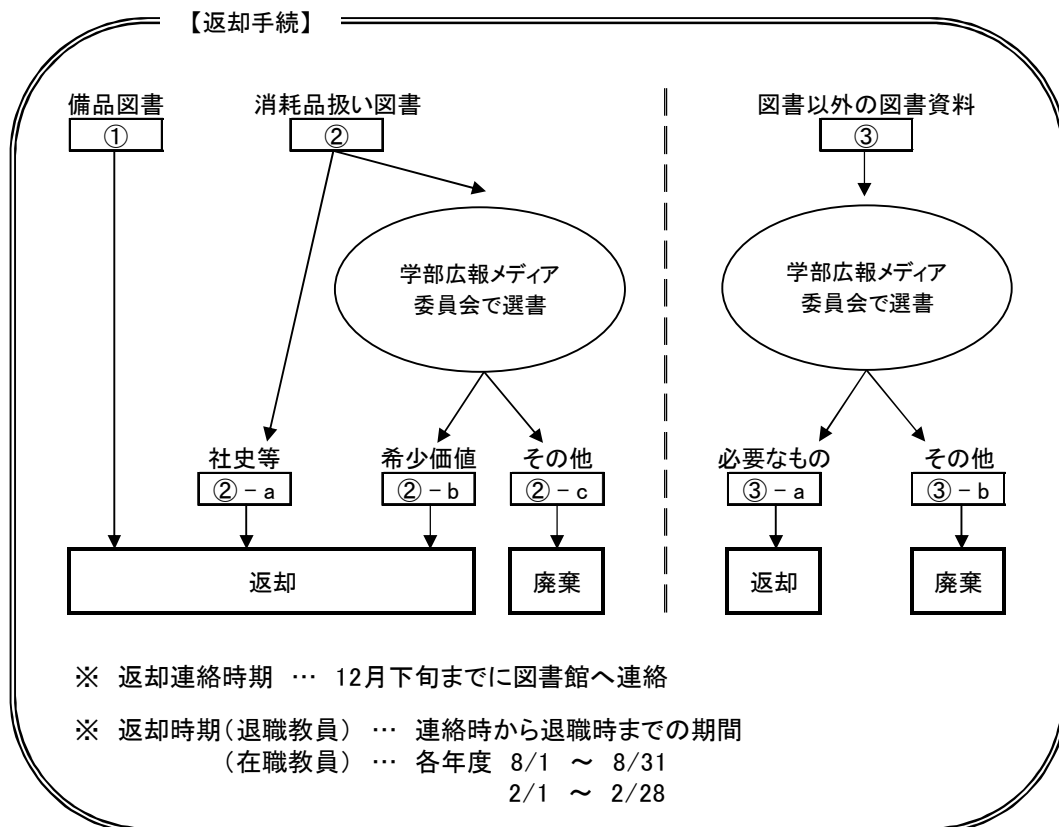 【返却手続】
備品図書 消耗品扱い図書 図書以外の図書資料
① ② ③
学部広報メディア 学部広報メディア
委員会で選書 委員会で選書
社史等 希少価値 その他 必要なもの その他
②-a ②-b ②-c ③-a ③-b
返却 廃棄 返却 廃棄
※ 返却連絡時期 … 12月下旬までに図書館へ連絡
※ 返却時期(退職教員) … 連絡時から退職時までの期間
(在職教員) … 各年度 8/1 ~ 8/31
2/1 ~ 2/28